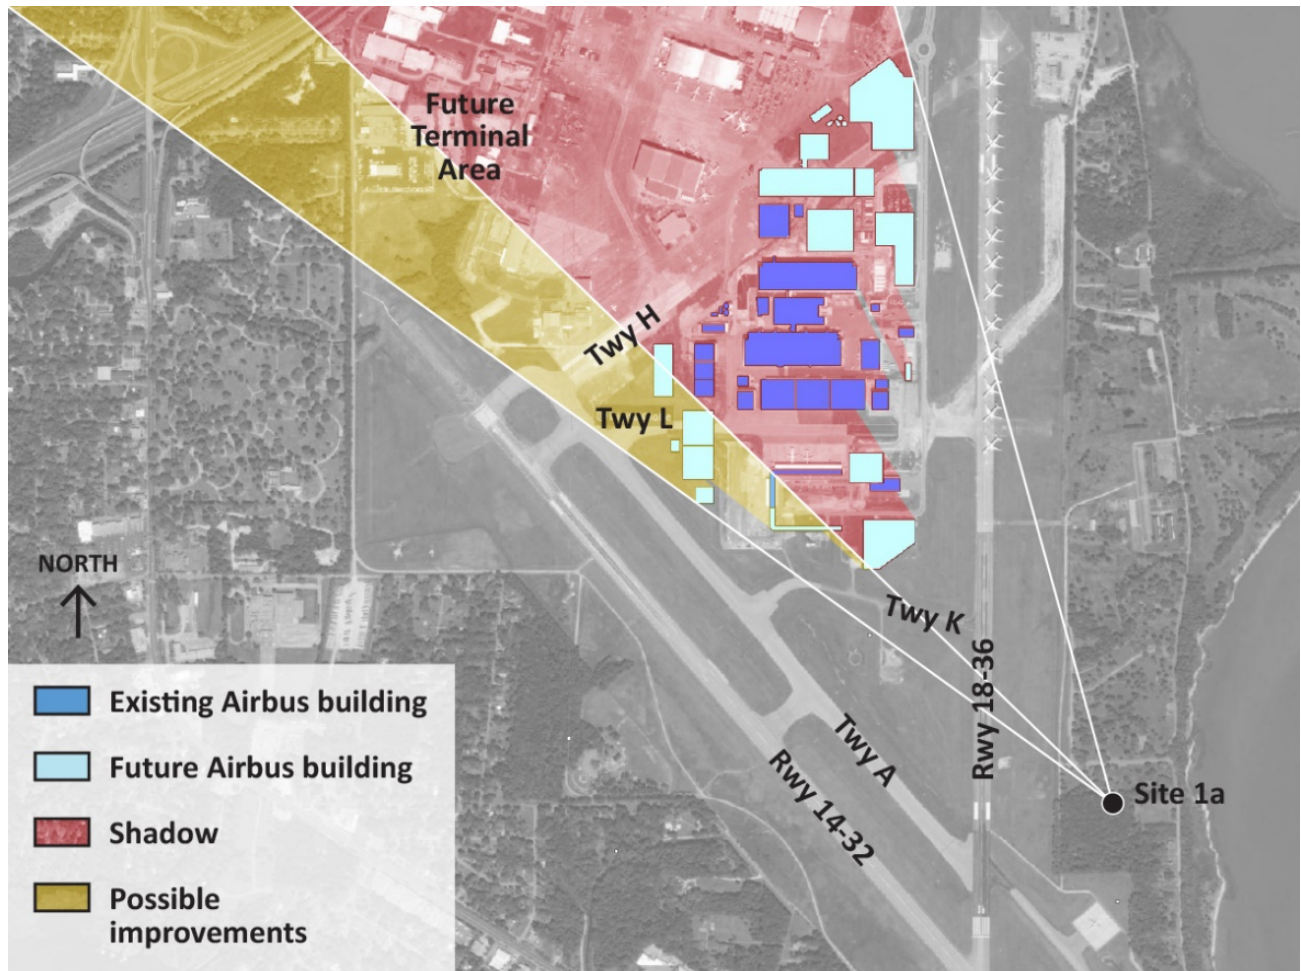 Future
Terminal
Area
Twy H
Twy L
NORTH
Twy K
Rwy 18-36
Existing Airbus building
Future Airbus building
Shadow
Possible
improvements
Twy A
Rwy 14-32
Site 1a